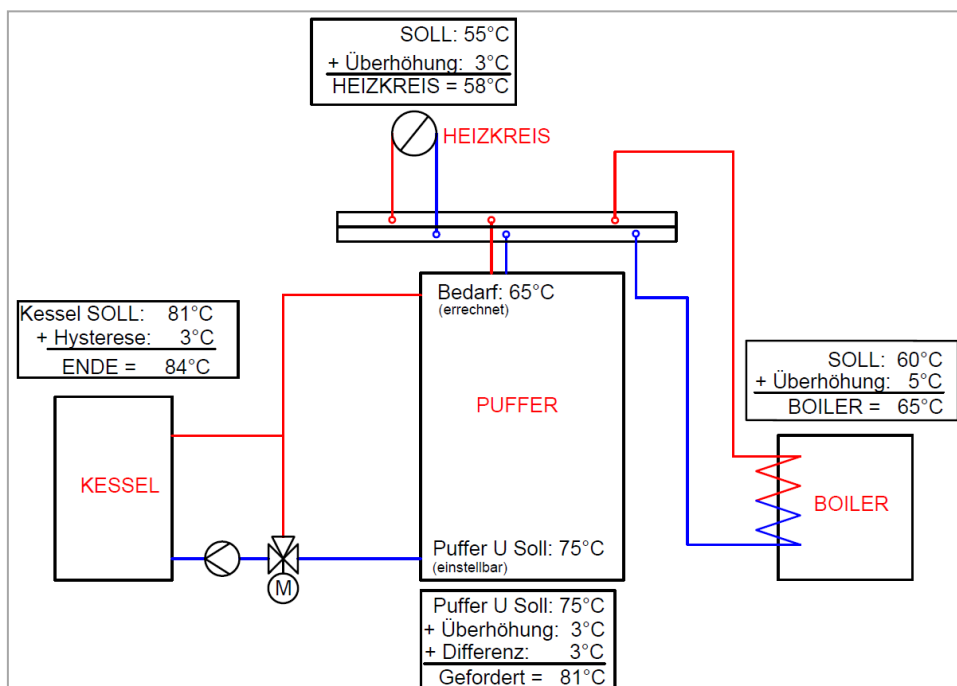 SOLL: 55°C
+ Überhöhung: 3°C
HEIZKREIS = 58°C
HEIZKREIS
Kessel SOLL: 81°C
+ Hysterese: 3°C
ENDE = 84°C
Bedarf: 65°C
(errechnet)
PUFFER
SOLL: 60°C
+ Überhöhung: 5°C
BOILER = 65°C
KESSEL
BOILER
Puffer U Soll: 75°C
(einstellbar)
M
Puffer U Soll: 75°C
+ Überhöhung: 3°C
+ Differenz: 3°C
Gefordert = 81°C